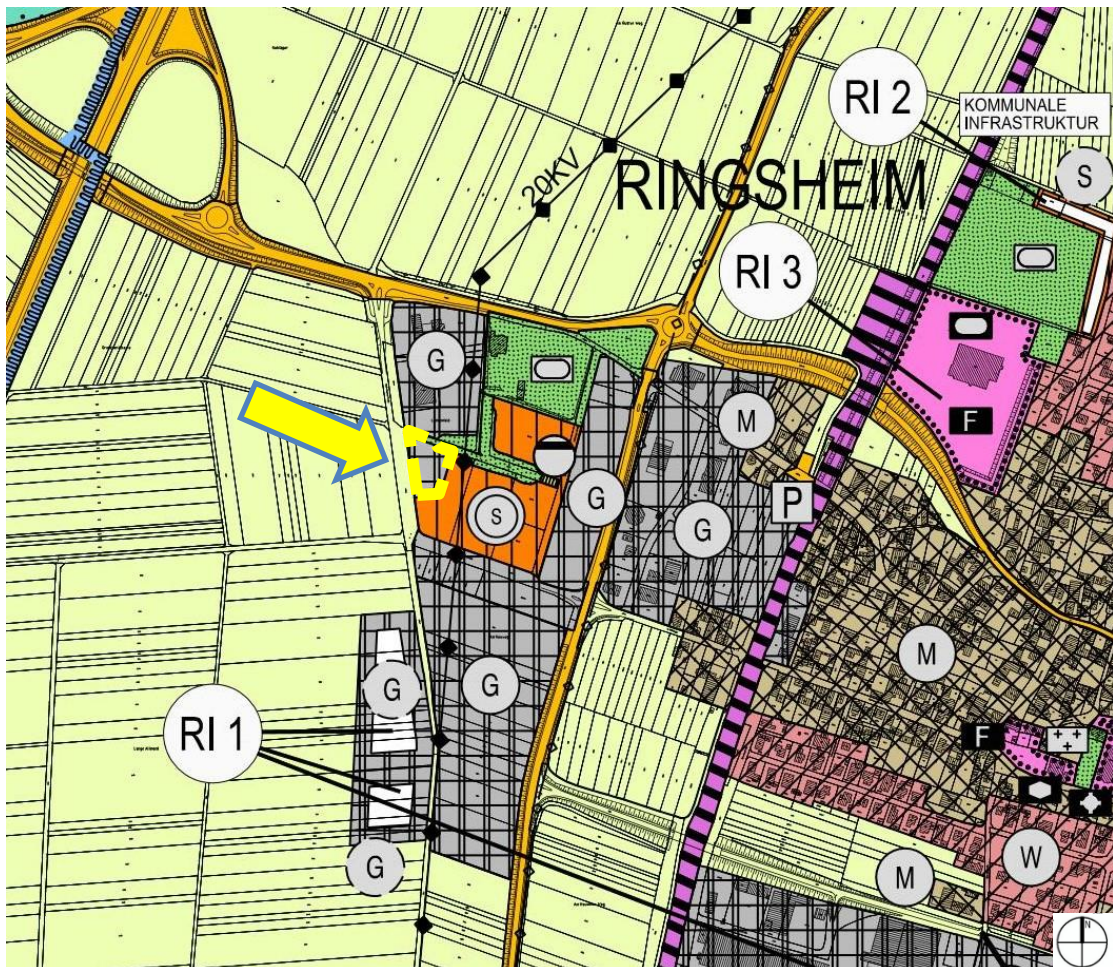 RI 2
KOMMUNALE
INFRASTRUKTUR
S
20KV
RINGSHEIM
RI 3
G
F
M
G
P
S
G
M
G
G
RI 1
F
W
G
M
N